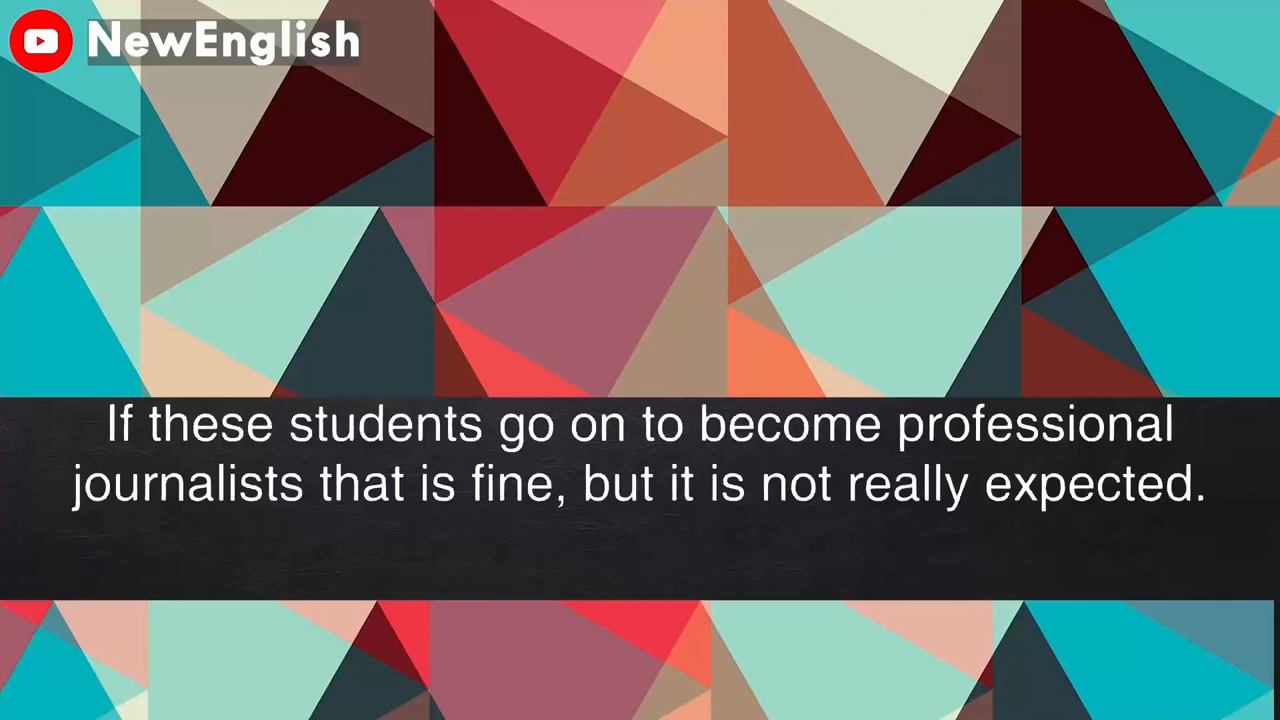 NewEnglish
If these students go on to become professional
journalists that is fine, but it is not really expected.